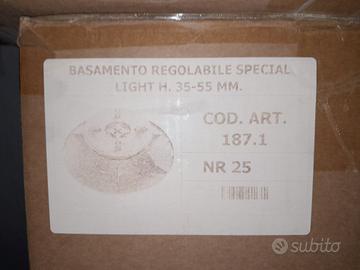 BASAMENTO REGOLABILE SPECIAL
LIGHT H. 35-55 MM.
COD. ART.
187.1
NR 25
subito